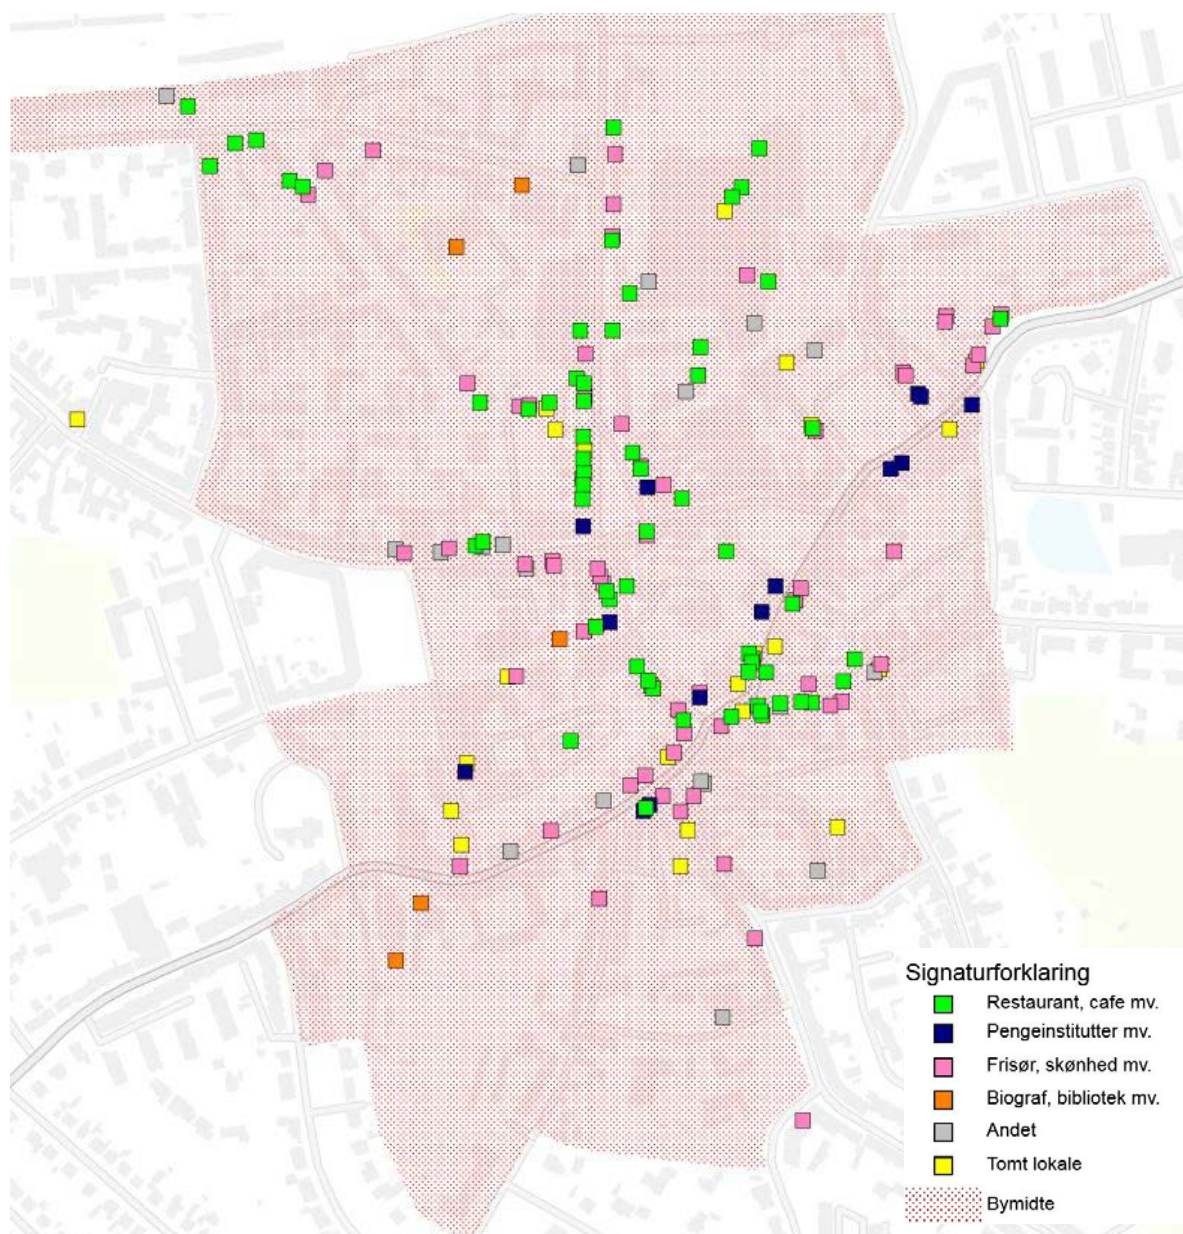 Signaturforklaring
Restaurant, cafe mv.
Pengeinstitutter mv.
Frisør, skønhed mv.
Biograf, bibliotek mv.
Andet
Tomt lokale
Bymidte